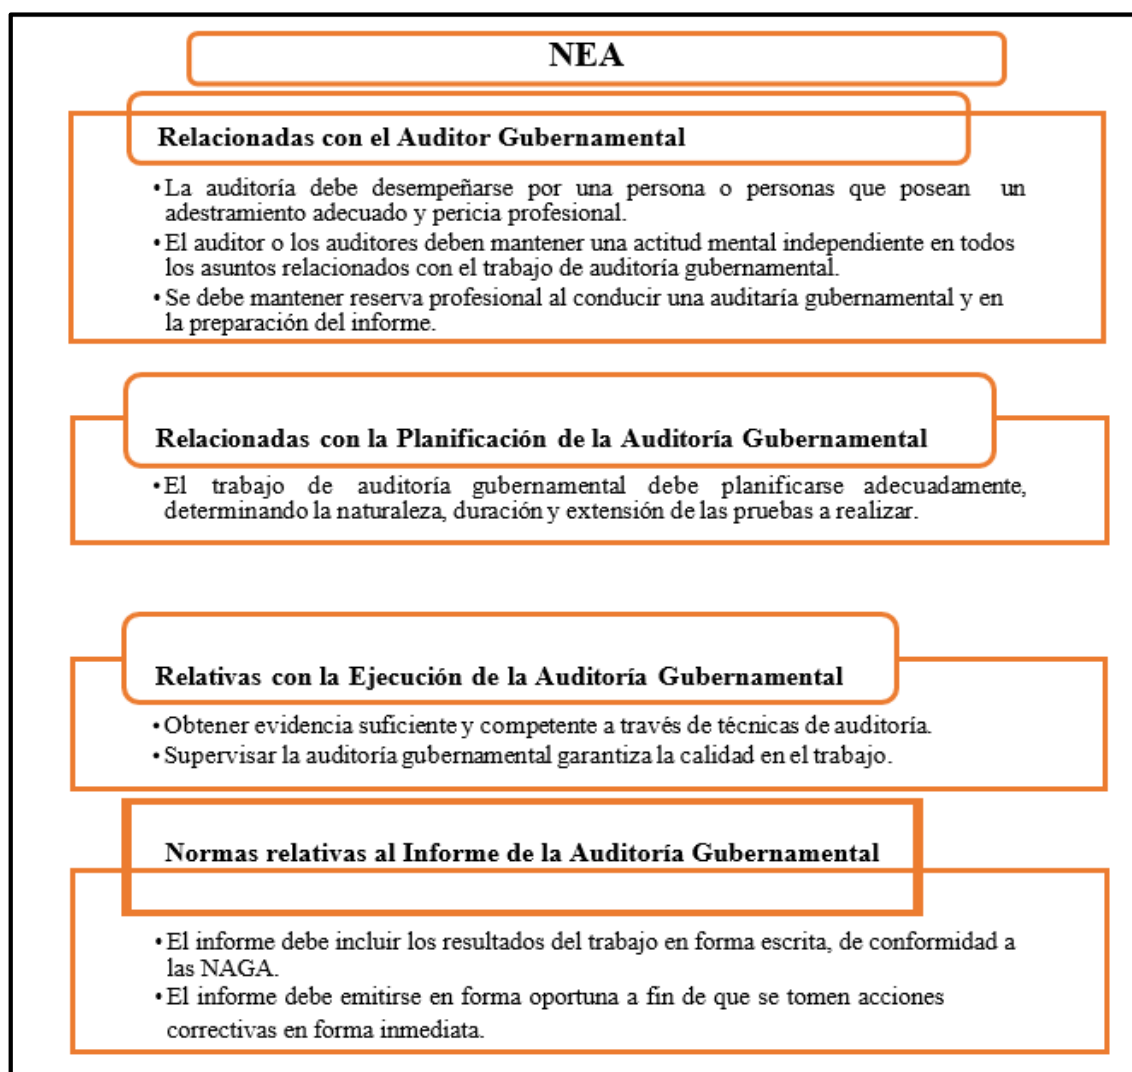 NEA
Relacionadas con el Auditor Gubernamental
•La auditoría debe desempeñarse por una persona o personas que posean un
adestramiento adecuado y pericia profesional.
•El auditor o los auditores deben mantener una actitud mental independiente en todos
los asuntos relacionados con el trabajo de auditoría gubernamental.
•Se debe mantener reserva profesional al conducir una auditaría gubernamental y en
la preparación del informe.
Relacionadas con la Planificación de la Auditoría Gubernamental
•El trabajo de auditoría gubernamental debe planificarse adecuadamente,
determinando la naturaleza, duración y extensión de las pruebas a realizar.
Relativas con la Ejecución de la Auditoría Gubernamental
•Obtener evidencia suficiente y competente a través de técnicas de auditoría.
•Supervisar la auditoría gubernamental garantiza la calidad en el trabajo.
Normas relativas al Informe de la Auditoría Gubernamental
•El informe debe incluir los resultados del trabajo en forma escrita, de conformidad a
las NAGA.
•El informe debe emitirse en forma oportuna a fin de que se tomen acciones
correctivas en forma inmediata.